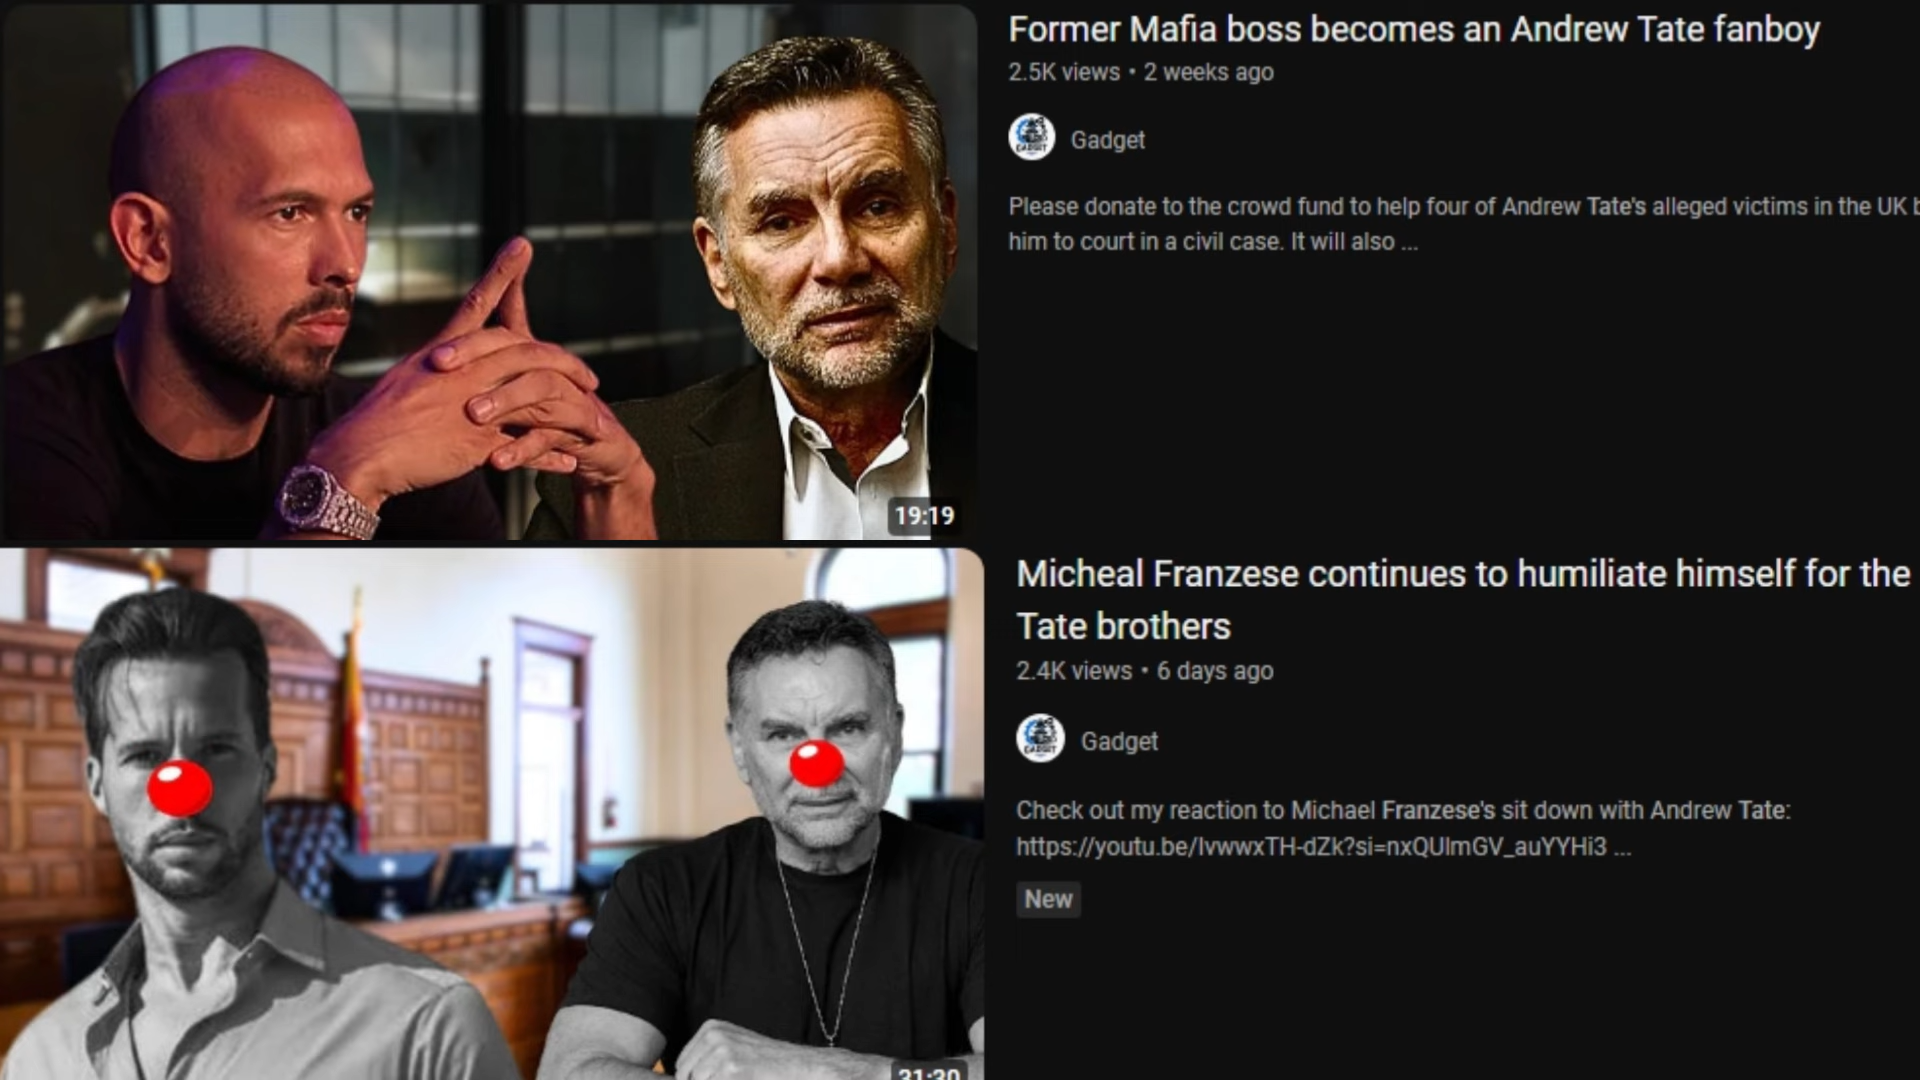 Former Mafia boss becomes an Andrew Tate fanboy
2.5K views • 2 weeks ago
Gadget
Please donate to the crowd fund to help four of Andrew Tate's alleged victims in the UK b
him to court in a civil case. It will also ...
19:19
Micheal Franzese continues to humiliate himself for the
Tate brothers
2.4K views • 6 days ago
Gadget
Check out my reaction to Michael Franzese's sit down with Andrew Tate:
https://youtu.be/IvwwxTH-dZk?si=nxQUlmGV_auYYHi3 ...
New
31:30